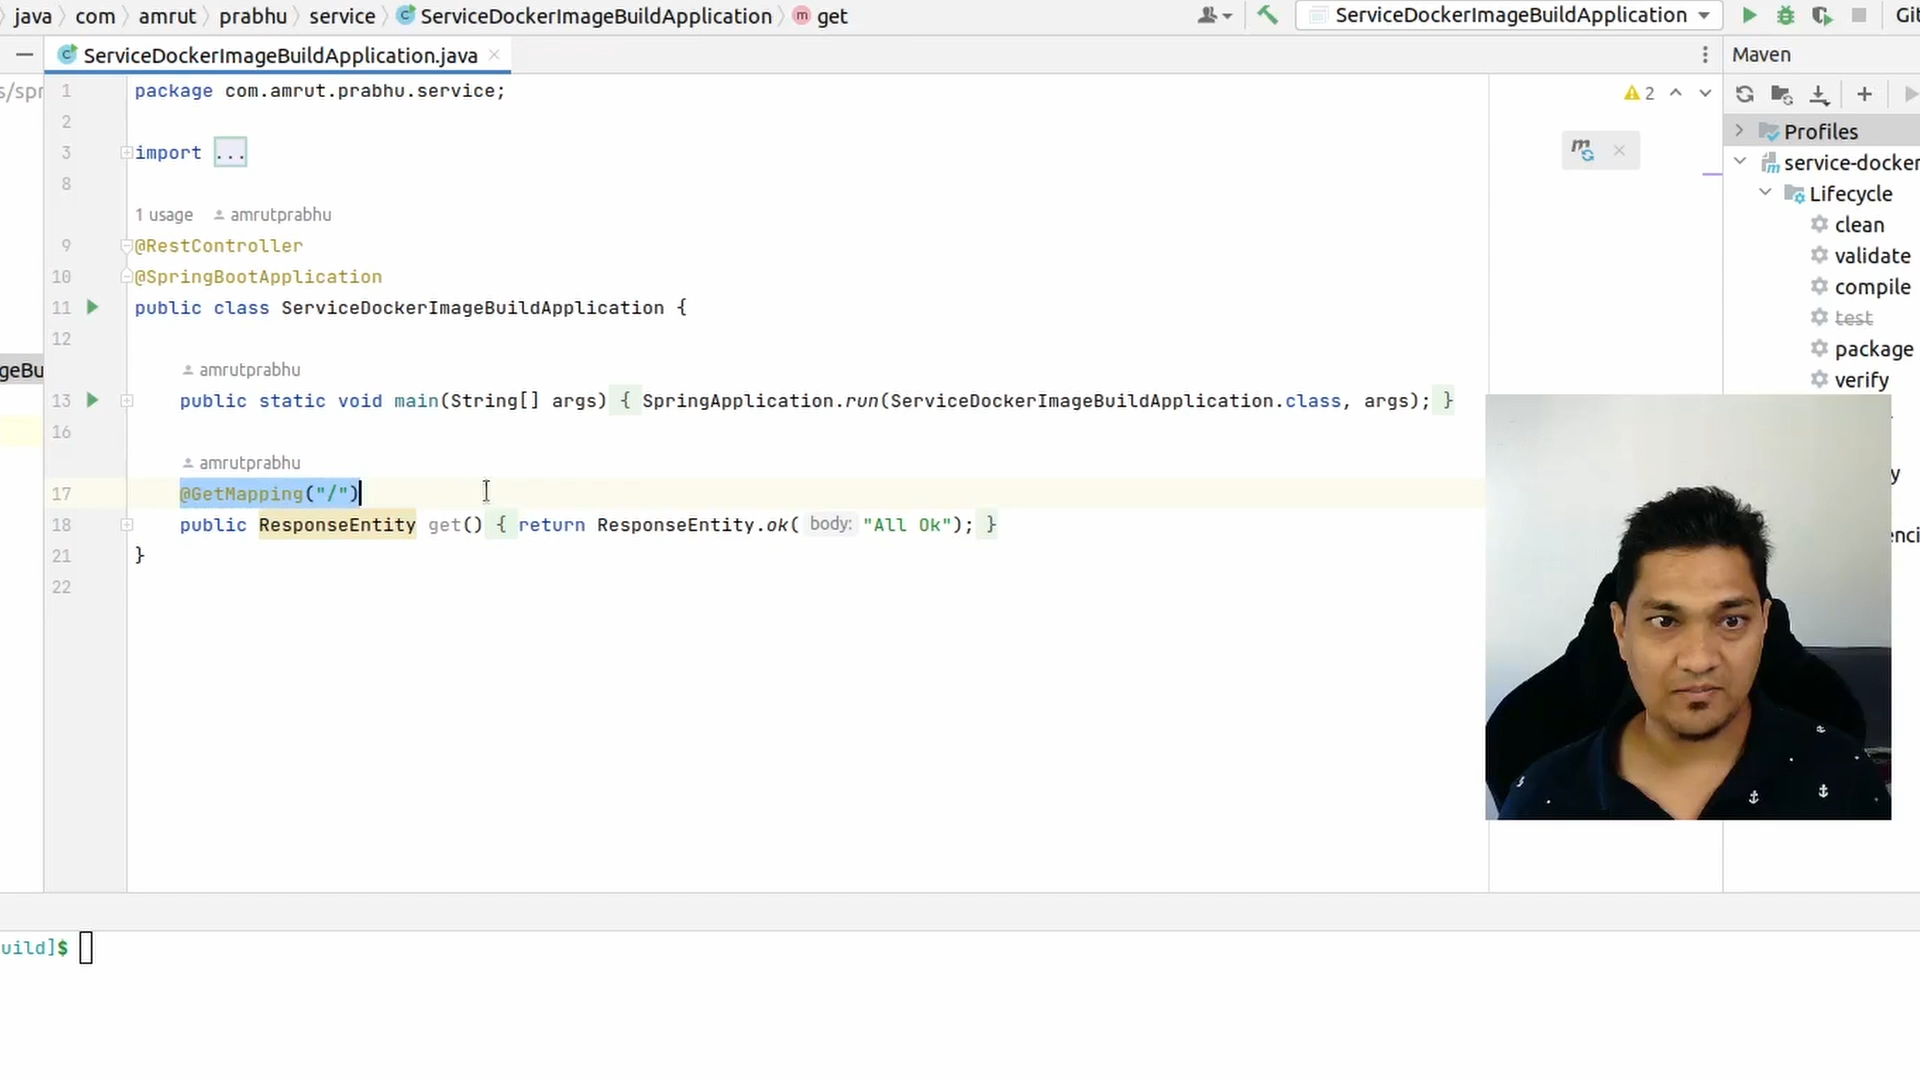 java com amrut prabhu service ServiceDockerImageBuildApplication m get
ServiceDockerImageBuildApplication
ServiceDockerImageBuildApplication.java
Maven
1 package com.amrut.prabhu.service;
2
2
3 import ...
8
1 usage amrutprabhu
9 @RestController
10 @SpringBootApplication
11 public class ServiceDockerImageBuildApplication {
12
amrutprabhu
13 public static void main(String[] args) { SpringApplication.run(ServiceDockerImageBuildApplication.class, args); }
16
amrutprabhu
17 @GetMapping("/")
18 public ResponseEntity get() { return ResponseEntity.ok( body: "All Ok"); }
21 }
22
Profiles
service-docker
Lifecycle
clean
validate
compile
test
package
verify
uild]$